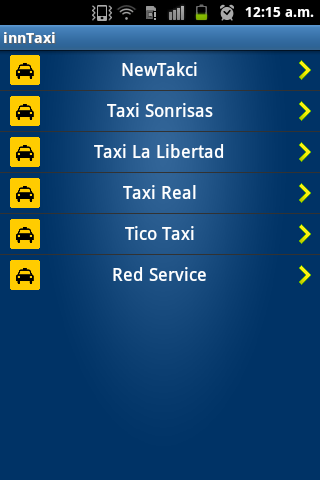 12:15 a.m.
innTaxi
NewTakci
Taxi Sonrisas
Taxi La Libertad
Taxi Real
Tico Taxi
Red Service